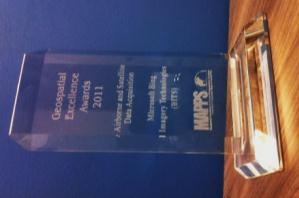 Geospatial
Excellence
Awards
2011
Airborne and Satellite
Data Acquisition
Microsoft Bing
Imagery Technologies
(BITS)
MAPPS